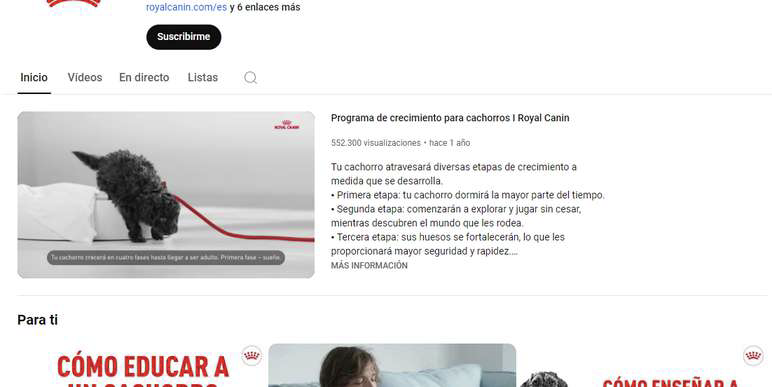 royalcanin.com/es y 6 enlaces más
Suscribirme
Inicio Vídeos En directo Listas
ROYAL CANIN
Programa de crecimiento para cachorros I Royal Canin
552.300 visualizaciones • hace 1 año
Tu cachorro atravesará diversas etapas de crecimiento a
medida que se desarrolla.
• Primera etapa: tu cachorro dormirá la mayor parte del tiempo.
• Segunda etapa: comenzarán a explorar y jugar sin cesar,
mientras descubren el mundo que les rodea.
• Tercera etapa: sus huesos se fortalecerán, lo que les
proporcionará mayor seguridad y rapidez....
MÁS INFORMACIÓN
Tu cachorro crecerá en cuatro fases hasta llegar a ser adulto. Primera fase – sueñe.
Para ti
CÓMO EDUCAR A
UN CACHORRO
CÓMO ENSEÑAR A